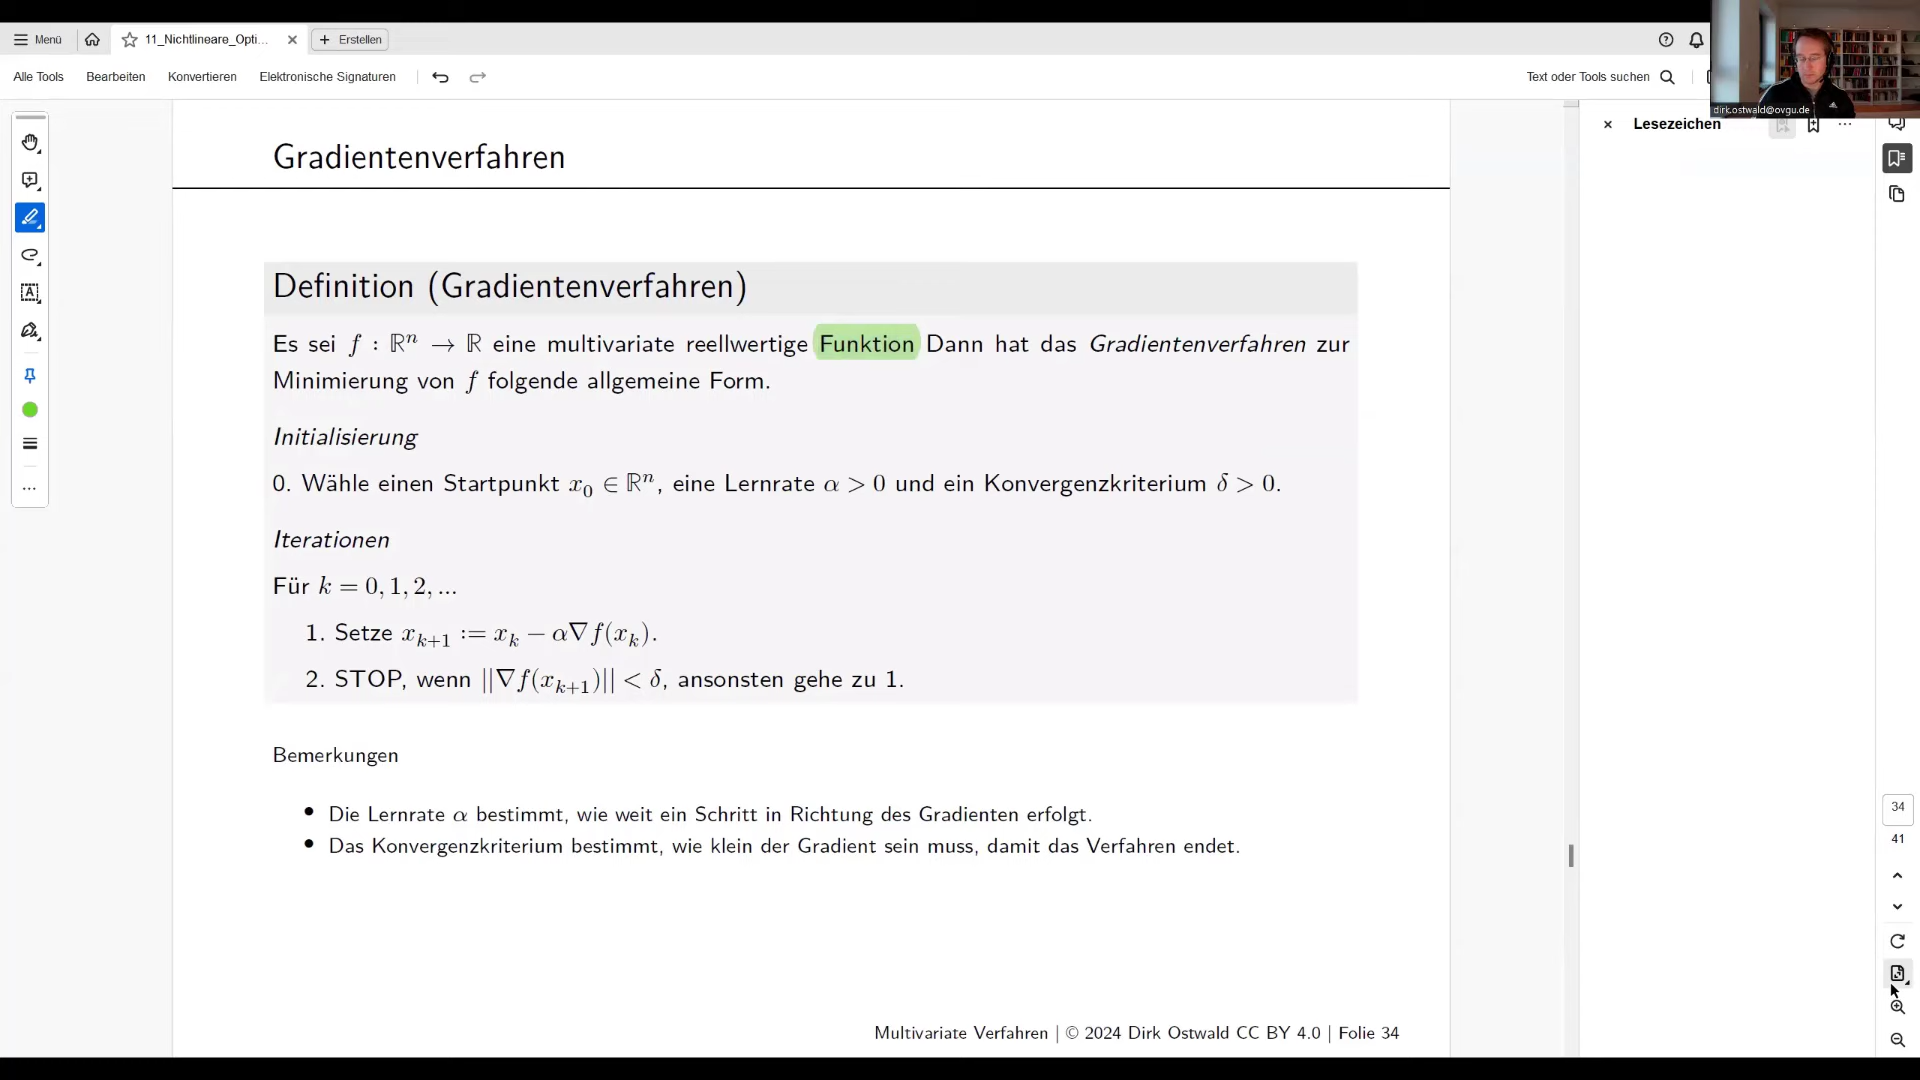 Menü
11_Nichtlineare_Opti...
Erstellen
Alle Tools
Bearbeiten
Konvertieren
Elektronische Signaturen
Text oder Tools suchen
dirk.ostwald@ovgu.de
Lesezeichen
Gradientenverfahren
Definition (Gradientenverfahren)
Es sei f : ℝⁿ → ℝ eine multivariate reellwertige Funktion Dann hat das Gradientenverfahren zur
Minimierung von f folgende allgemeine Form.
Initialisierung
0. Wähle einen Startpunkt x₀ ∈ ℝⁿ, eine Lernrate α > 0 und ein Konvergenzkriterium δ > 0.
Iterationen
Für k = 0, 1, 2, ...
1. Setze xₖ₊₁ := xₖ − α∇f(xₖ).
2. STOP, wenn ||∇f(xₖ₊₁)|| < δ, ansonsten gehe zu 1.
Bemerkungen
• Die Lernrate α bestimmt, wie weit ein Schritt in Richtung des Gradienten erfolgt.
• Das Konvergenzkriterium bestimmt, wie klein der Gradient sein muss, damit das Verfahren endet.
Multivariate Verfahren | © 2024 Dirk Ostwald CC BY 4.0 | Folie 34
34
41